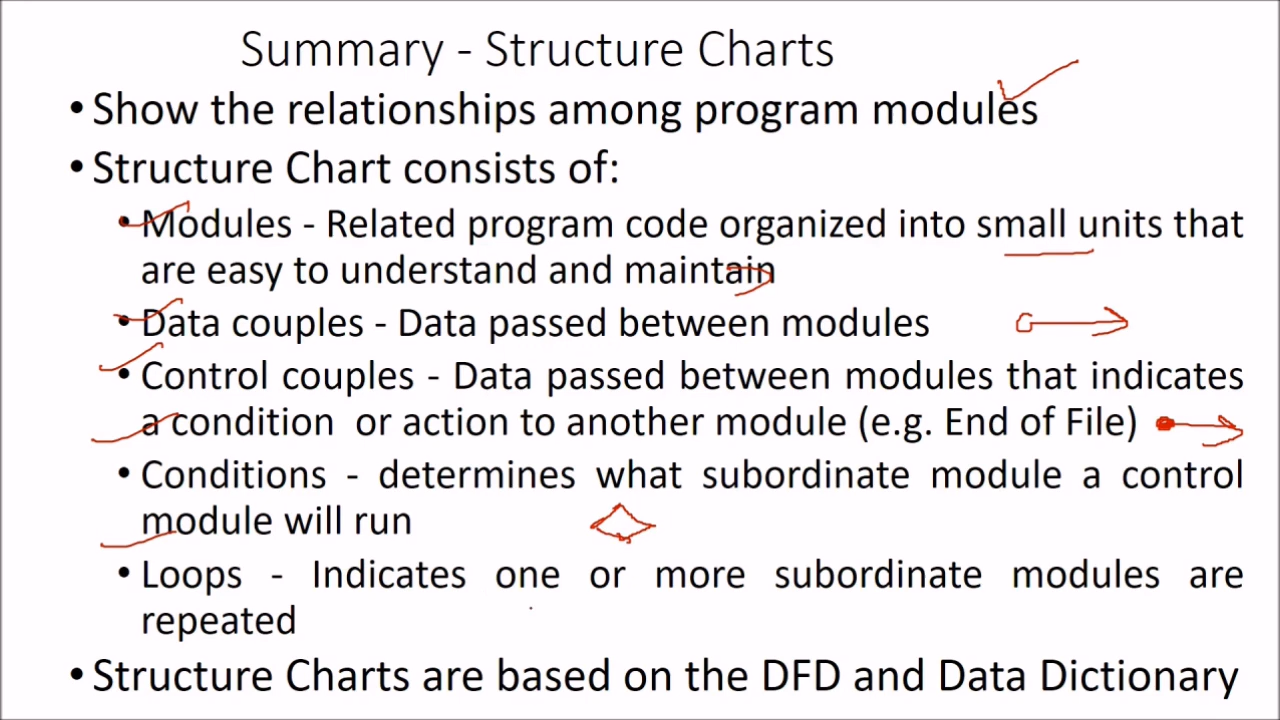 Summary - Structure Charts
• Show the relationships among program modules
• Structure Chart consists of:
• Modules - Related program code organized into small units that
are easy to understand and maintain
• Data couples - Data passed between modules
• Control couples - Data passed between modules that indicates
a condition or action to another module (e.g. End of File)
• Conditions - determines what subordinate module a control
module will run
• Loops - Indicates one or more subordinate modules are
repeated
• Structure Charts are based on the DFD and Data Dictionary